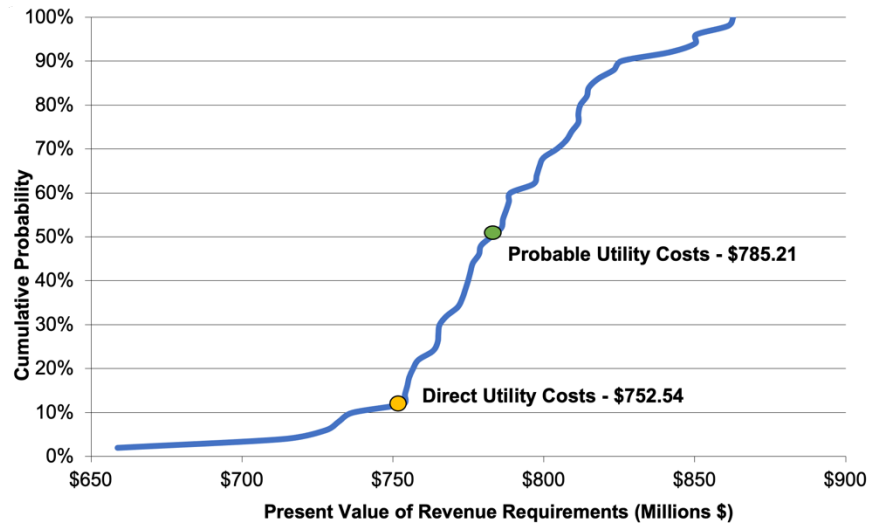 100%
90%
80%
70%
60%
50%
40%
30%
20%
10%
0%
Cumulative Probability
Probable Utility Costs - $785.21
Direct Utility Costs - $752.54
$650 $700 $750 $800 $850 $900
Present Value of Revenue Requirements (Millions $)